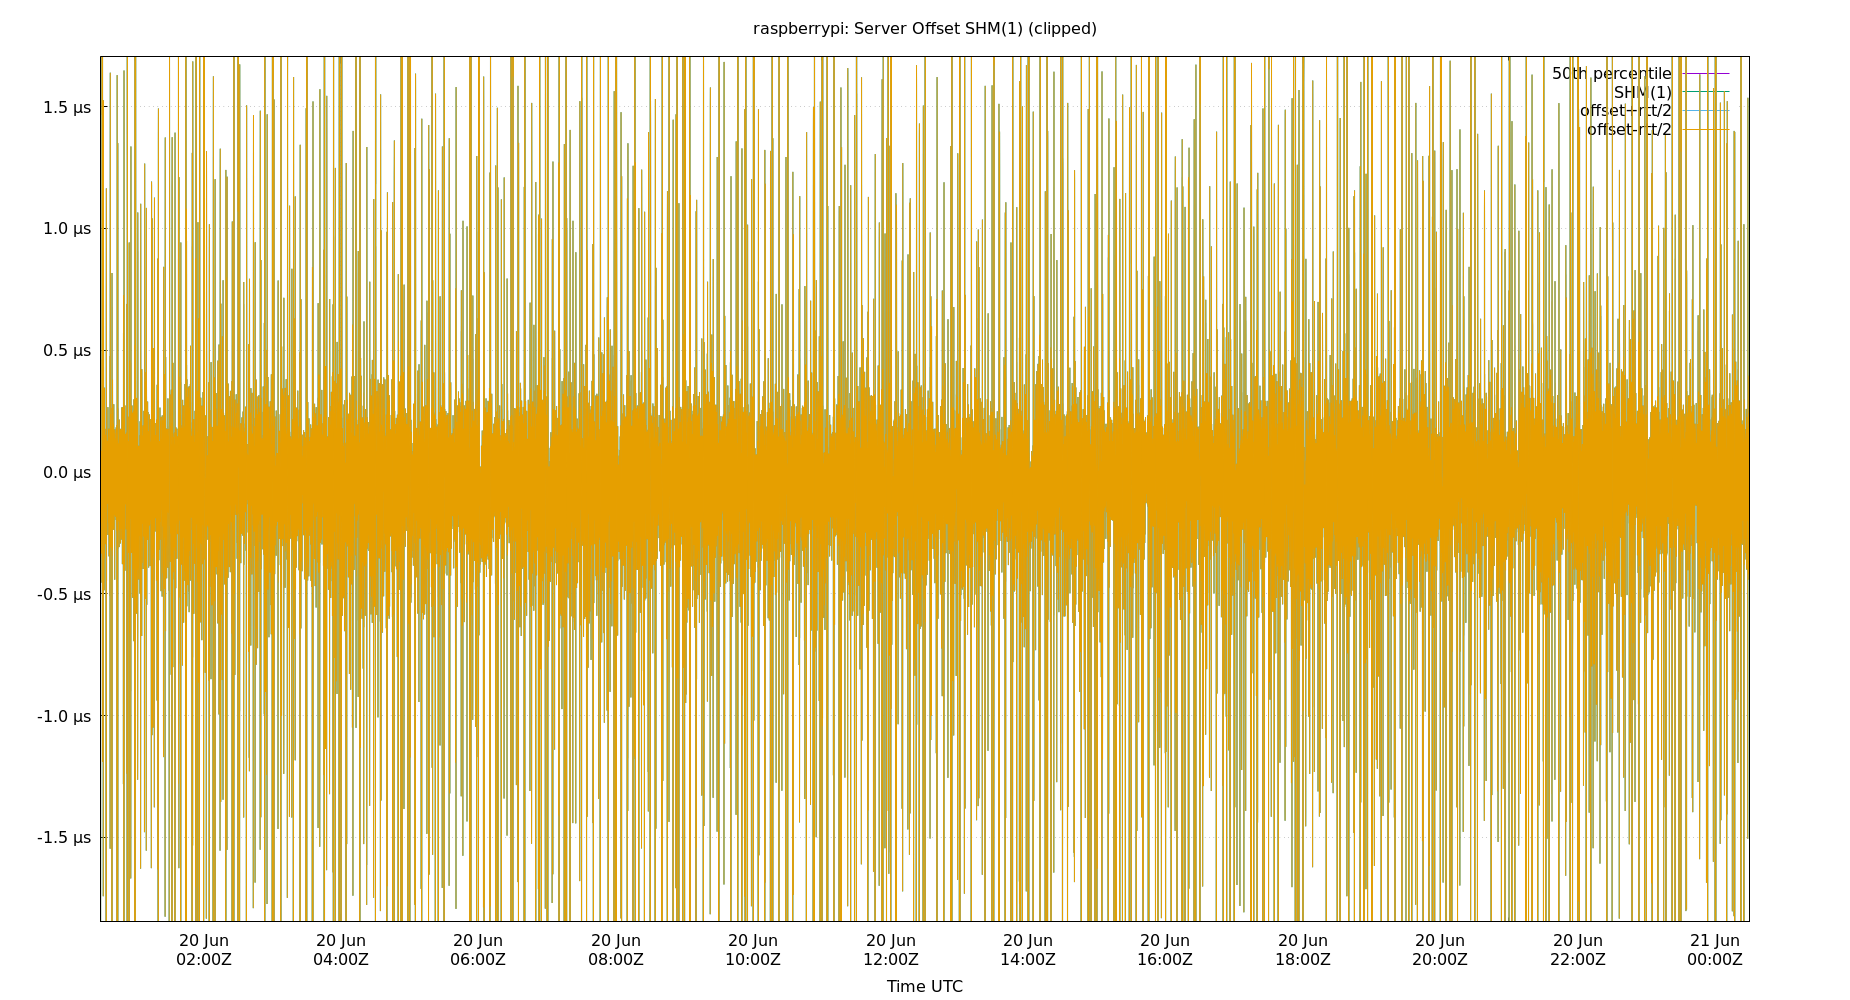 raspberrypi: Server Offset SHM(1) (clipped)
50th percentile
SHM(1)
offset+rtt/2
offset-rtt/2
1.5 µs
1.0 µs
0.5 µs
0.0 µs
-0.5 µs
-1.0 µs
-1.5 µs
20 Jun 20 Jun 20 Jun 20 Jun 20 Jun 20 Jun 20 Jun 20 Jun 20 Jun 20 Jun 20 Jun 21 Jun
02:00Z 04:00Z 06:00Z 08:00Z 10:00Z 12:00Z 14:00Z 16:00Z 18:00Z 20:00Z 22:00Z 00:00Z
Time UTC